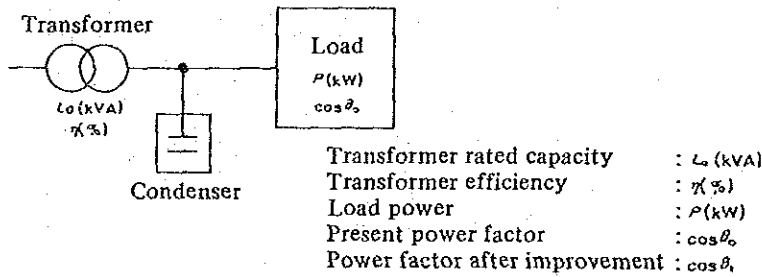 Transformer
Load
P(kW)
cosθ₀
L₀(kVA)
η(%)
Condenser
Transformer rated capacity : L₀(kVA)
Transformer efficiency : η(%)
Load power : P(kW)
Present power factor : cosθ₀
Power factor after improvement : cosθ₁